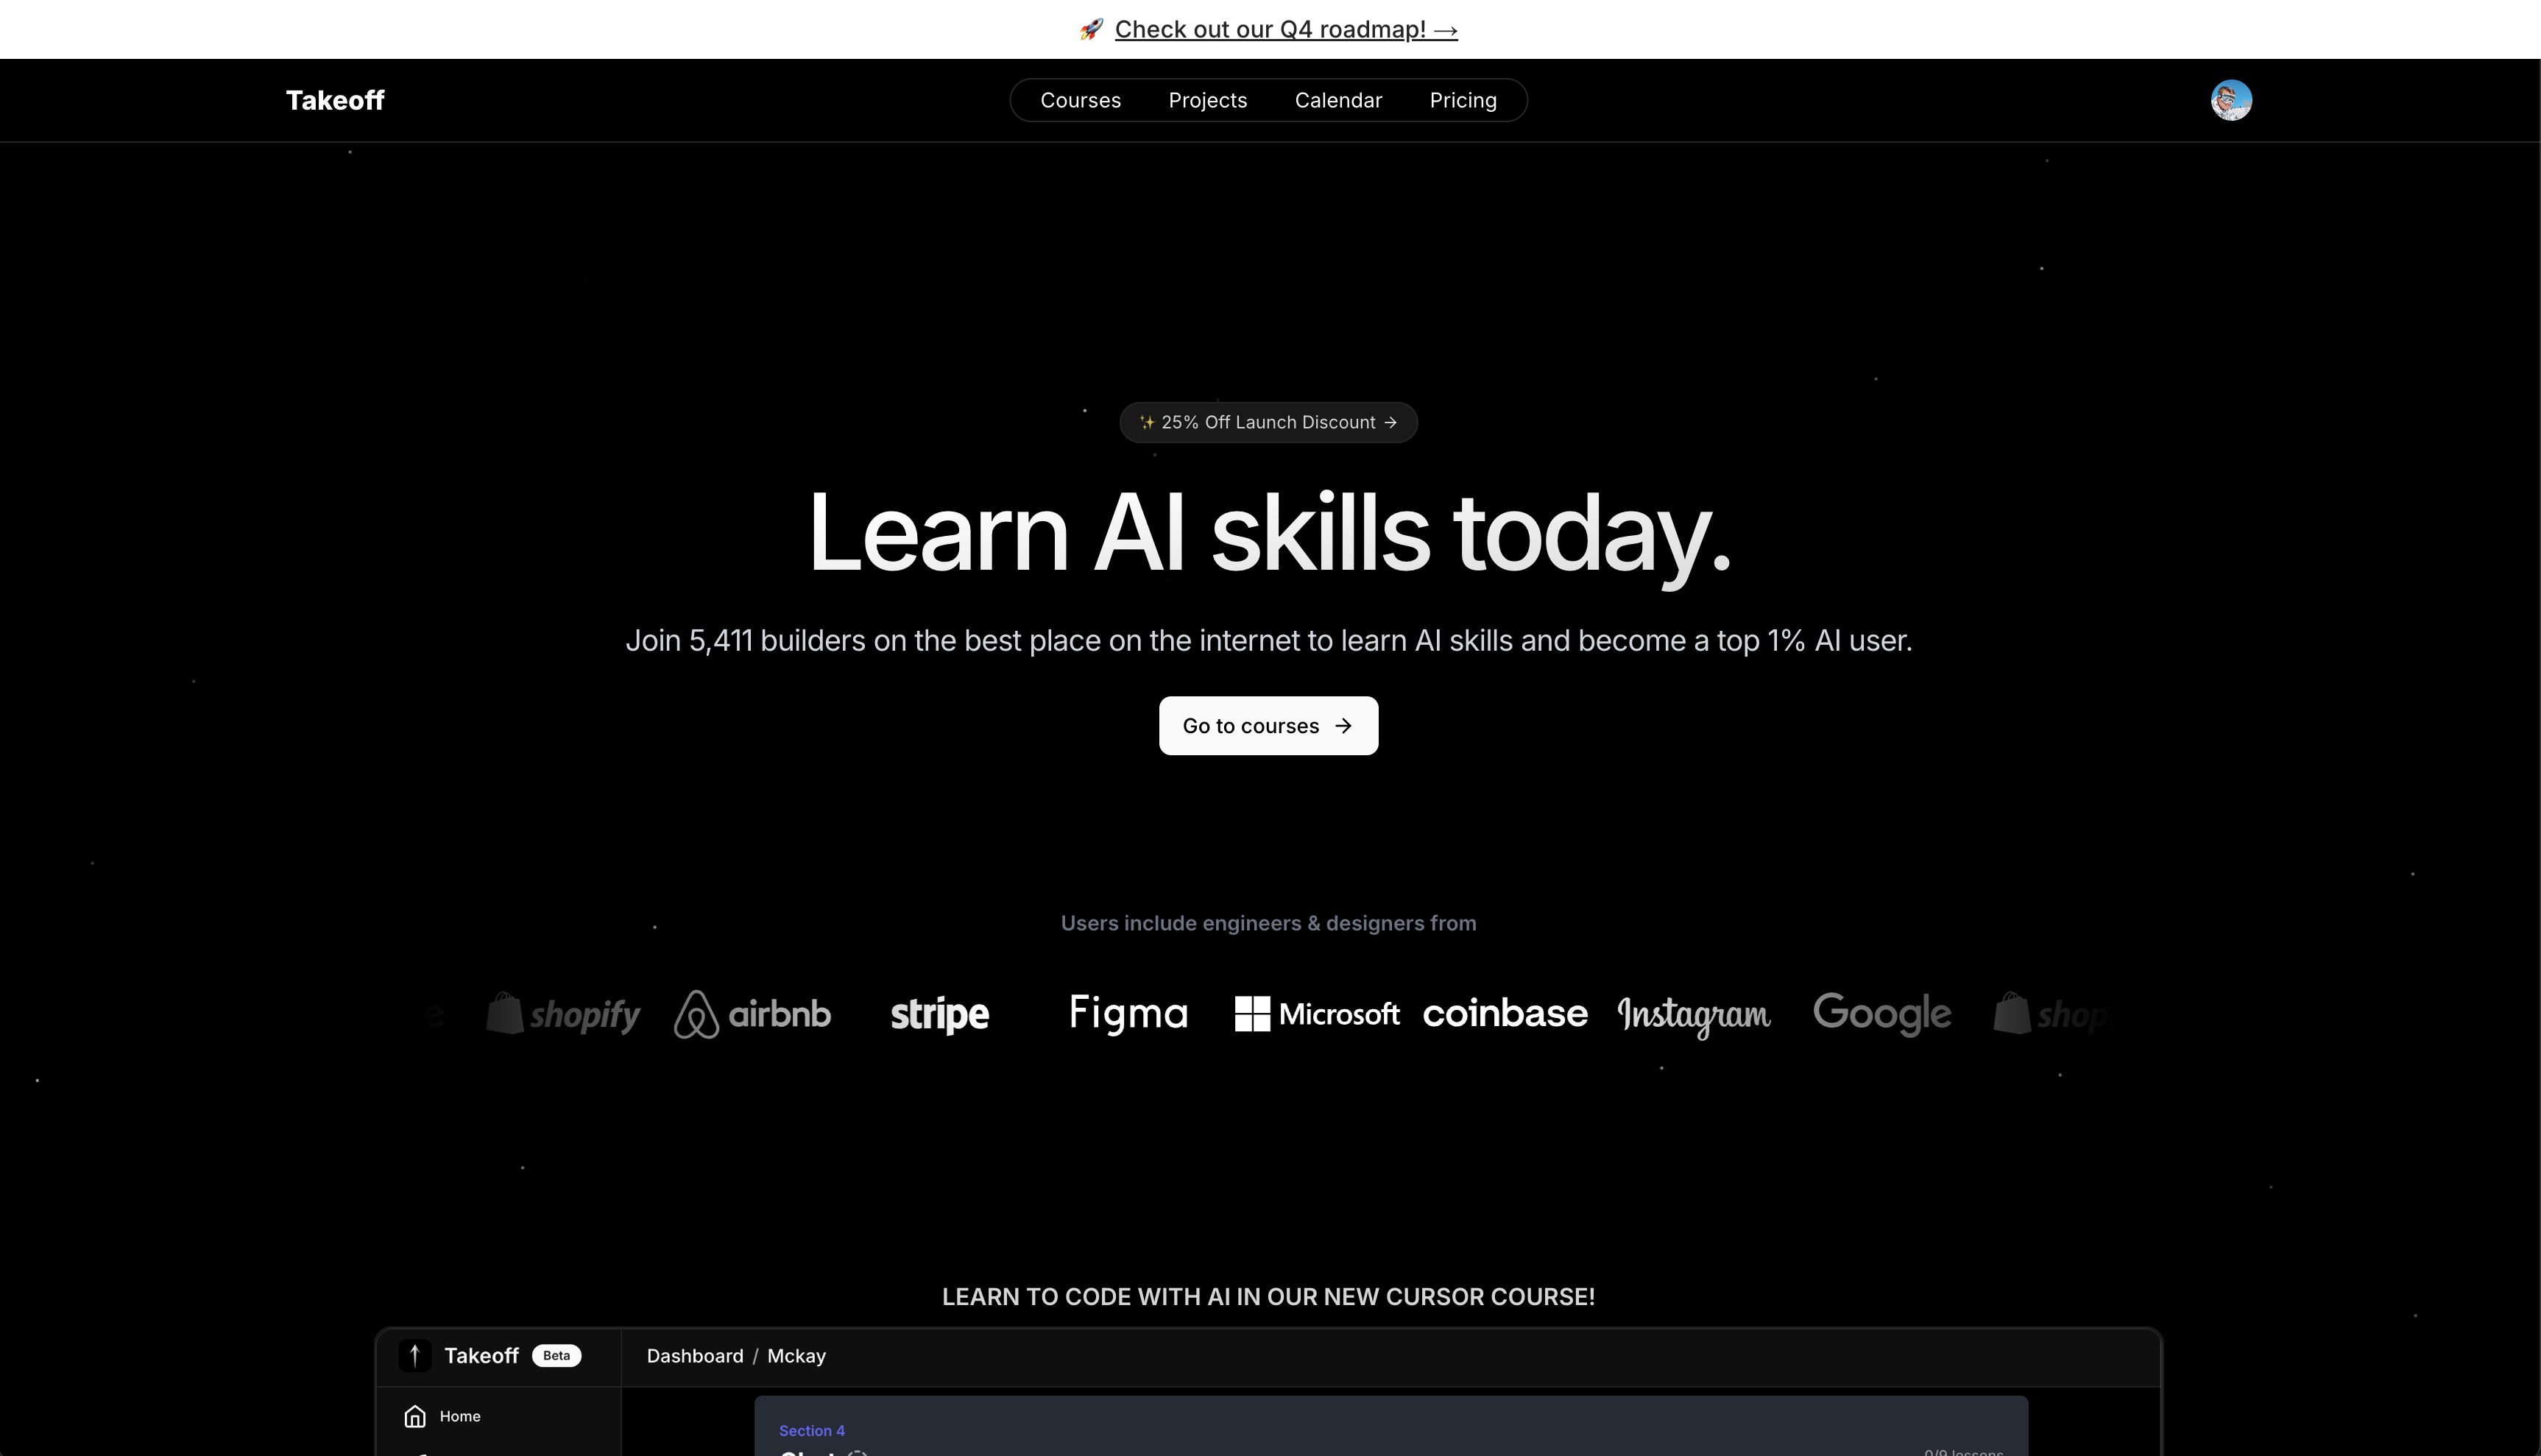 🚀 Check out our Q4 roadmap! →
Takeoff
Courses Projects Calendar Pricing
✨ 25% Off Launch Discount →
Learn AI skills today.
Join 5,411 builders on the best place on the internet to learn AI skills and become a top 1% AI user.
Go to courses →
Users include engineers & designers from
e shopify airbnb stripe Figma Microsoft coinbase Instagram Google shop
LEARN TO CODE WITH AI IN OUR NEW CURSOR COURSE!
Takeoff Beta Dashboard / Mckay
Home
Section 4
0/9 lessons